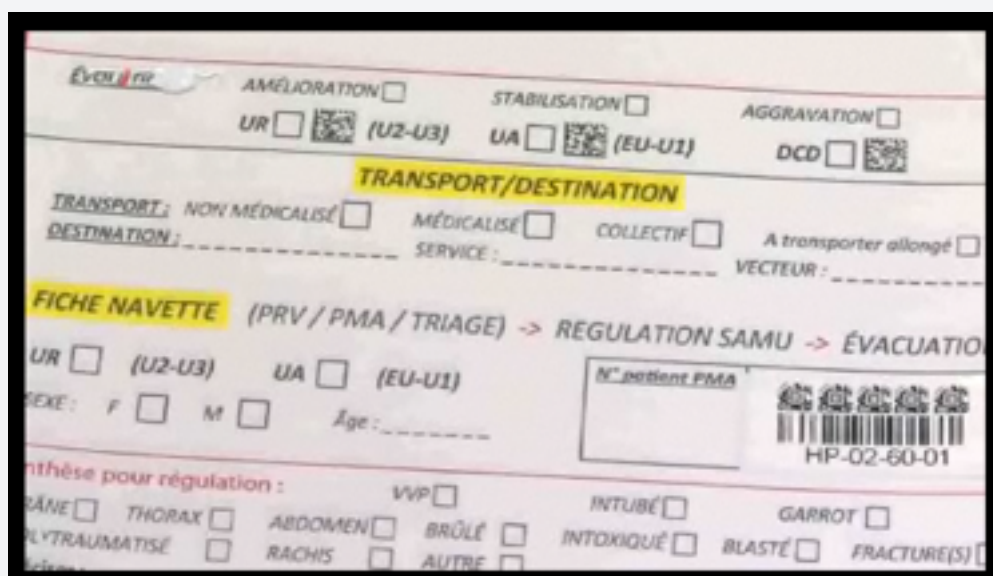 AMÉLIORATION STABILISATION AGGRAVATION
UR (U2-U3) UA (EU-U1) DCD
TRANSPORT/DESTINATION
TRANSPORT : NON MÉDICALISÉ MÉDICALISÉ COLLECTIF A transporter allongé
DESTINATION : SERVICE : VECTEUR :
FICHE NAVETTE (PRV / PMA / TRIAGE) -> REGULATION SAMU -> ÉVACUATIO
UR (U2-U3) UA (EU-U1) N° patient PMA
SEXE : F M Âge :
HP-02-60-01
nthèse pour régulation : VVP INTUBÉ GARROT
RÂNE THORAX ABDOMEN BRÛLÉ INTOXIQUÉ BLASTÉ FRACTURE(S)
LYTRAUMATISÉ RACHIS AUTRE